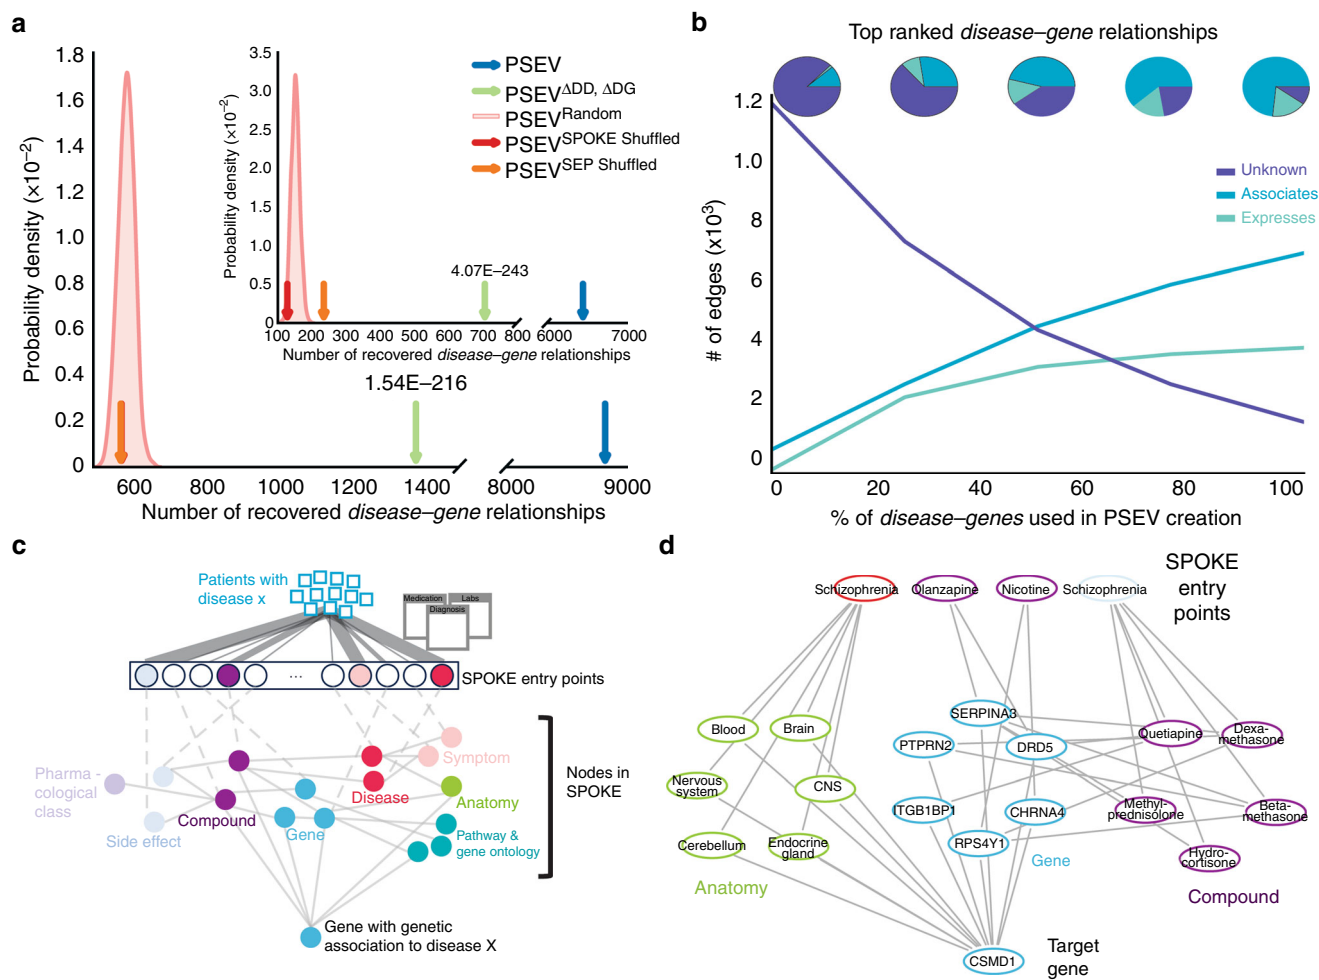 a
Probability density (×10−2)
1.8
1.6
1.4
1.2
1.0
0.8
0.6
0.4
0.2
0
600
800
1000
1200
1400
8000
9000
Number of recovered disease–gene relationships
1.54E–216
Probability density (×10−2)
3.5
3.0
2.5
2.0
1.5
1.0
0.5
0
100 200 300 400 500 600 700 800 6000 7000
Number of recovered disease–gene relationships
4.07E–243
PSEV
PSEVΔDD, ΔDG
PSEVRandom
PSEVSPOKE Shuffled
PSEVSEP Shuffled
b
Top ranked disease–gene relationships
# of edges (x10³)
1.2
1.0
8
6
4
2
0
0 20 40 60 80 100
% of disease–genes used in PSEV creation
Unknown
Associates
Expresses
c
Patients with
disease x
Medication
Labs
Diagnosis
SPOKE entry points
...
Nodes in
SPOKE
Symptom
Pharma -
cological
class
Disease
Anatomy
Compound
Gene
Side effect
Pathway &
gene ontology
Gene with genetic
association to disease X
d
SPOKE
entry
points
Schizophrenia
Olanzapine
Nicotine
Schizophrenia
SERPINA3
Blood
Brain
PTPRN2
DRD5
Quetiapine
Dexa-
methasone
Nervous
system
CNS
ITGB1BP1
CHRNA4
Methyl-
prednisolone
Beta-
methasone
Cerebellum
Endocrine
gland
RPS4Y1
Hydro-
cortisone
Gene
Anatomy
Compound
CSMD1
Target
gene